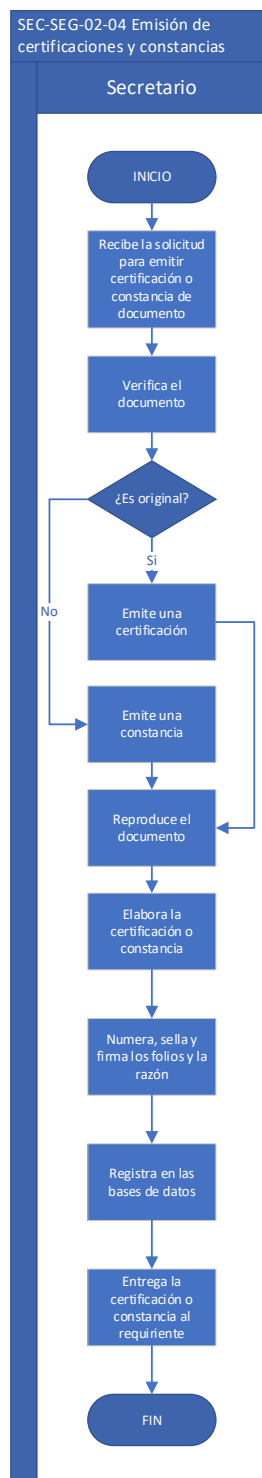 SEC-SEG-02-04 Emisión de
certificaciones y constancias
Secretario
INICIO
Recibe la solicitud
para emitir
certificación o
constancia de
documento
Verifica el
documento
¿Es original?
Si
No
Emite una
certificación
Emite una
constancia
Reproduce el
documento
Elabora la
certificación o
constancia
Numera, sella y
firma los folios y la
razón
Registra en las
bases de datos
Entrega la
certificación o
constancia al
requiriente
FIN